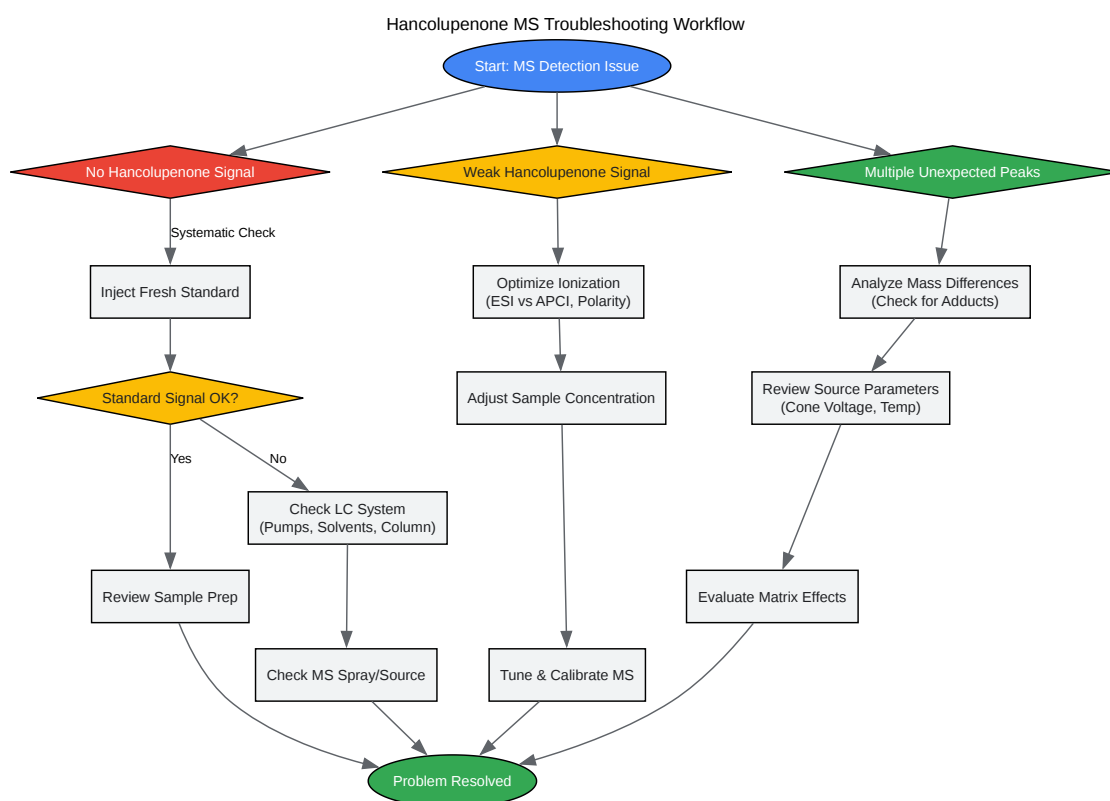 Hancolupenone MS Troubleshooting Workflow
Start: MS Detection Issue
No Hancolupenone Signal
Weak Hancolupenone Signal
Multiple Unexpected Peaks
Systematic Check
Inject Fresh Standard
Optimize Ionization
(ESI vs APCI, Polarity)
Analyze Mass Differences
(Check for Adducts)
Standard Signal OK?
Adjust Sample Concentration
Review Source Parameters
(Cone Voltage, Temp)
Yes
No
Check LC System
(Pumps, Solvents, Column)
Review Sample Prep
Evaluate Matrix Effects
Check MS Spray/Source
Tune & Calibrate MS
Problem Resolved